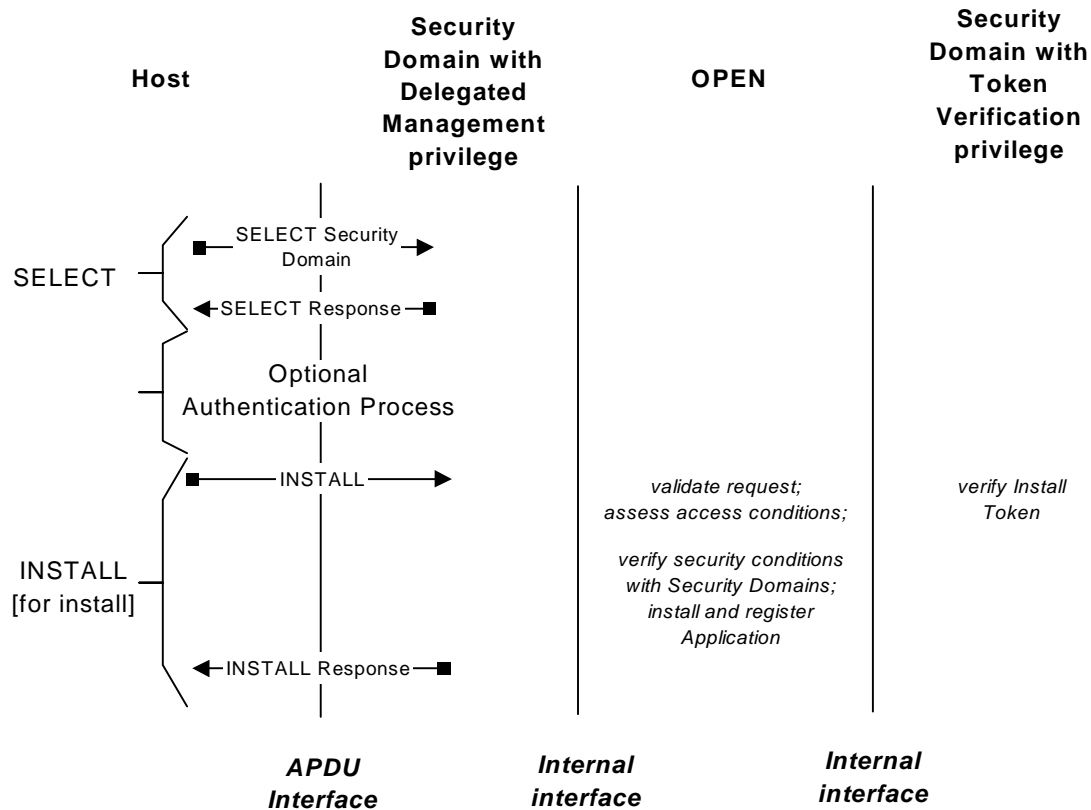 Host
Security
Domain with
Delegated
Management
privilege
OPEN
Security
Domain with
Token
Verification
privilege
SELECT
SELECT Security
Domain
SELECT Response
Optional
Authentication Process
INSTALL
[for install]
INSTALL
validate request;
assess access conditions;
verify security conditions
with Security Domains;
install and register
Application
verify Install
Token
INSTALL Response
APDU
Interface
Internal
interface
Internal
interface